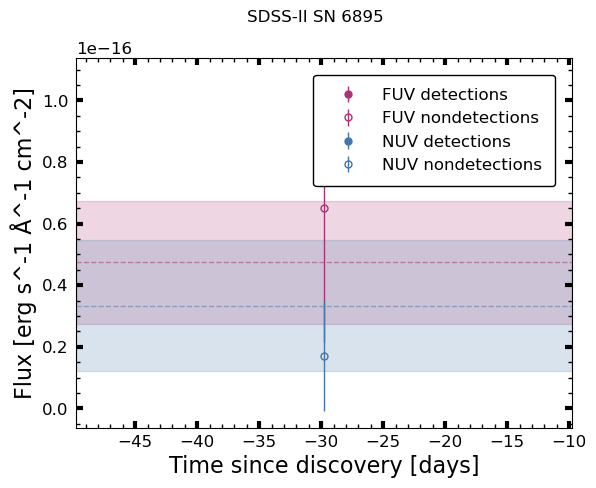 SDSS-II SN 6895
1e−16
FUV detections
FUV nondetections
NUV detections
NUV nondetections
1.0
0.8
0.6
0.4
0.2
0.0
Flux [erg s^-1 Å^-1 cm^-2]
−45 −40 −35 −30 −25 −20 −15 −10
Time since discovery [days]